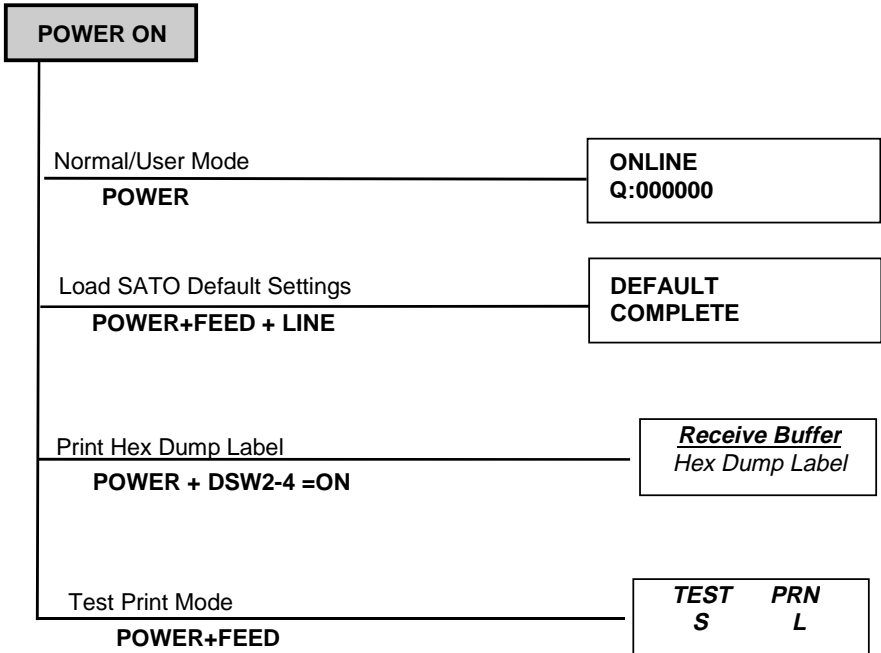 POWER ON
Normal/User Mode
POWER
ONLINE
Q:000000
Load SATO Default Settings
POWER+FEED + LINE
DEFAULT
COMPLETE
Print Hex Dump Label
POWER + DSW2-4 =ON
Receive Buffer
Hex Dump Label
Test Print Mode
POWER+FEED
TEST PRN
S L